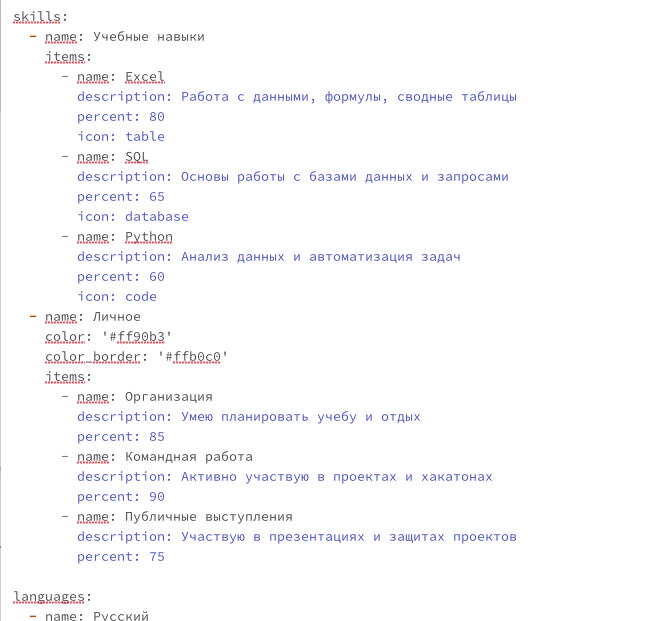 skills:
- name: Учебные навыки
items:
- name: Excel
description: Работа с данными, формулы, сводные таблицы
percent: 80
icon: table
- name: SQL
description: Основы работы с базами данных и запросами
percent: 65
icon: database
- name: Python
description: Анализ данных и автоматизация задач
percent: 60
icon: code
- name: Личное
color: '#ff90b3'
color_border: '#ffb0c0'
items:
- name: Организация
description: Умею планировать учебу и отдых
percent: 85
- name: Командная работа
description: Активно участвую в проектах и хакатонах
percent: 90
- name: Публичные выступления
description: Участвую в презентациях и защитах проектов
percent: 75
languages:
- name: Русский